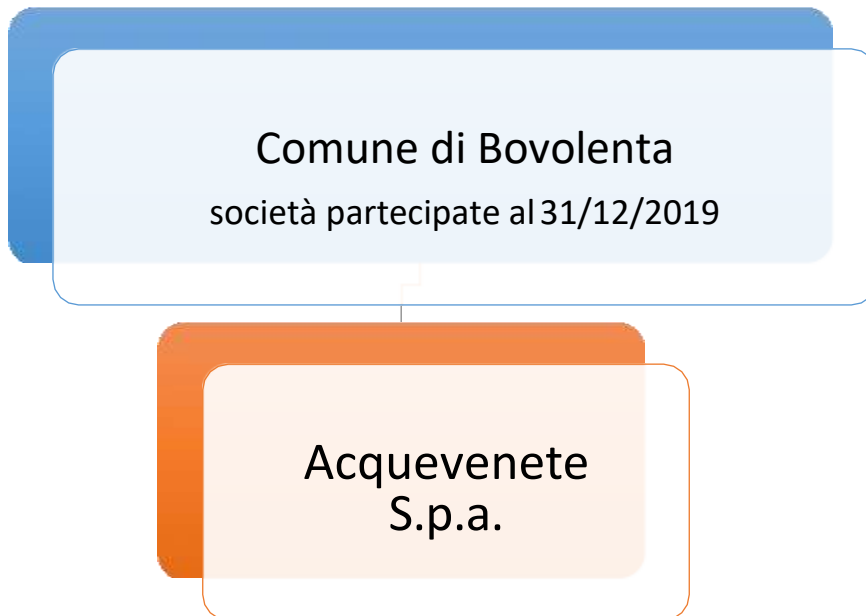 Comune di Bovolenta
società partecipate al 31/12/2019
Acquevenete
S.p.a.